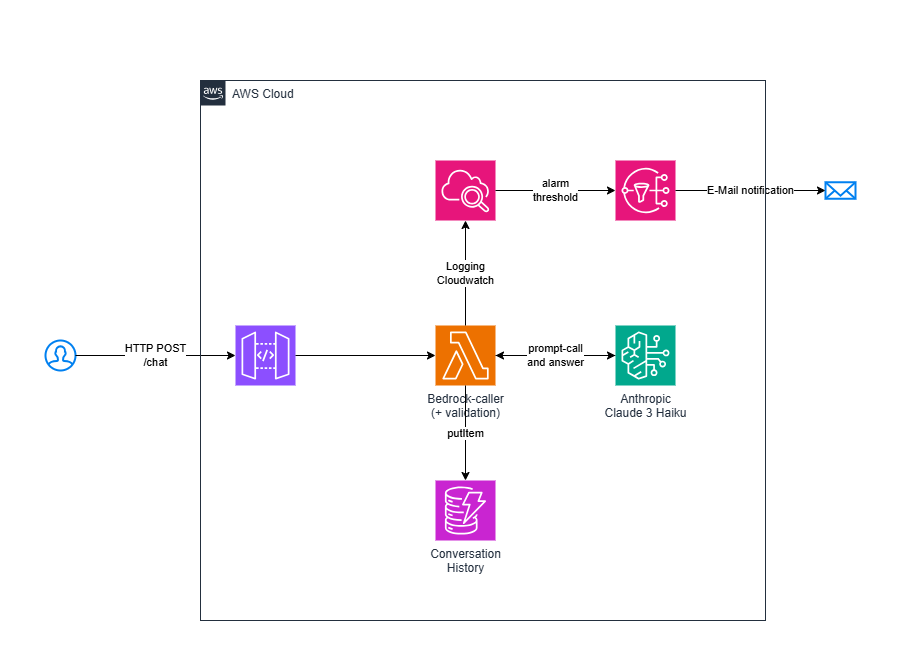 aws
AWS Cloud
alarm
threshold
E-Mail notification
Logging
Cloudwatch
HTTP POST
/chat
prompt-call
and answer
Bedrock-caller
(+ validation)
Anthropic
Claude 3 Haiku
putItem
Conversation
History